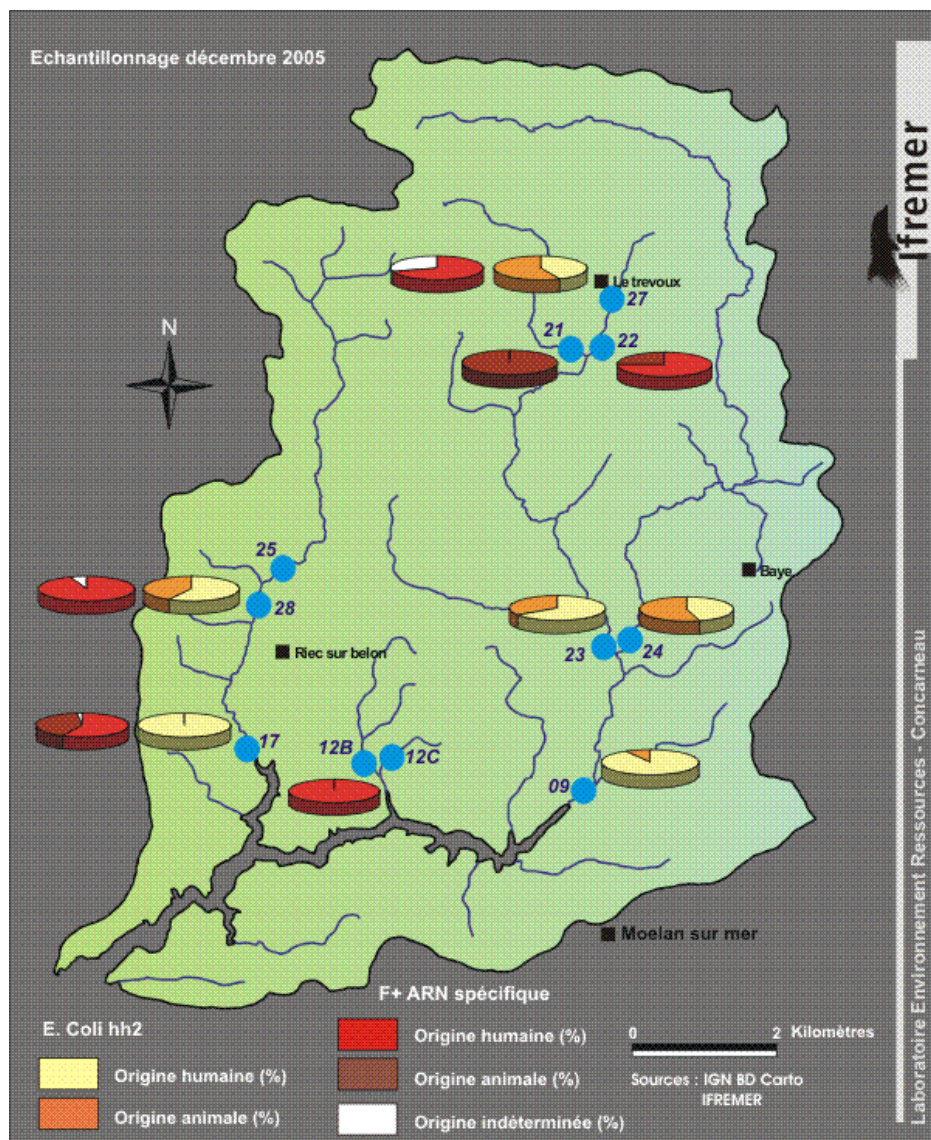 Echantillonnage décembre 2005
Ifremer
N
Le trevoux
27
21
22
25
28
Baye
Riec sur belon
23
24
17
12B
12C
09
Moelan sur mer
F+ ARN spécifique
E. Coli hh2
Origine humaine (%)
Origine animale (%)
Origine humaine (%)
Origine animale (%)
Origine indéterminée (%)
0 2 Kilomètres
Sources : IGN BD Carto
IFREMER
Laboratoire Environnement Ressources - Concarneau